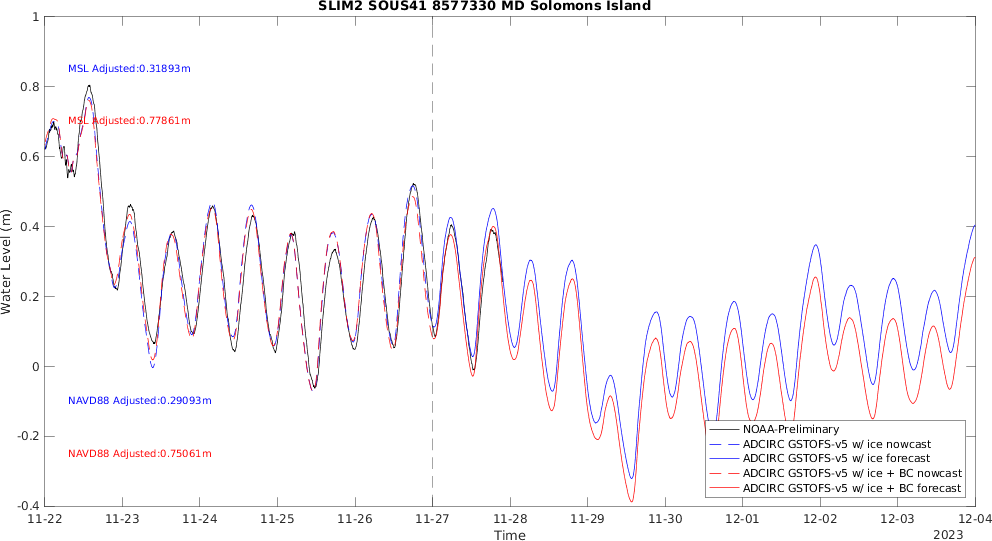 SLIM2 SOUS41 8577330 MD Solomons Island
1
0.8
0.6
0.4
0.2
0
-0.2
-0.4
Water Level (m)
MSL Adjusted:0.31893m
MSL Adjusted:0.77861m
NAVD88 Adjusted:0.29093m
NAVD88 Adjusted:0.75061m
NOAA-Preliminary
ADCIRC GSTOFS-v5 w/ ice nowcast
ADCIRC GSTOFS-v5 w/ ice forecast
ADCIRC GSTOFS-v5 w/ ice + BC nowcast
ADCIRC GSTOFS-v5 w/ ice + BC forecast
11-22 11-23 11-24 11-25 11-26 11-27 11-28 11-29 11-30 12-01 12-02 12-03 12-04
Time
2023